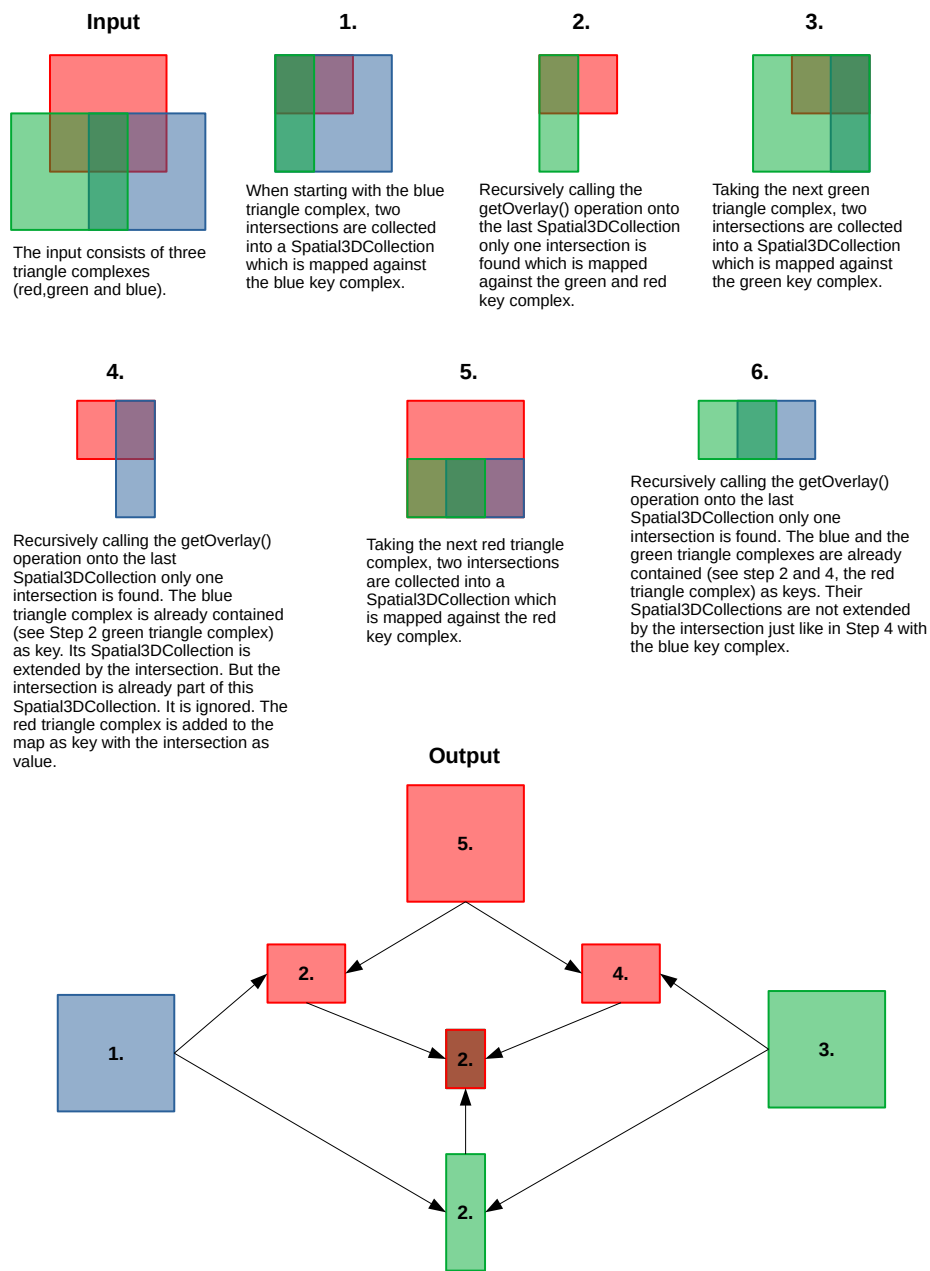 Input
The input consists of three
triangle complexes
(red,green and blue).
1.
When starting with the blue
triangle complex, two
intersections are collected
into a Spatial3DCollection
which is mapped against
the blue key complex.
2.
Recursively calling the
getOverlay() operation onto
the last Spatial3DCollection
only one intersection is
found which is mapped
against the green and red
key complex.
3.
Taking the next green
triangle complex, two
intersections are collected
into a Spatial3DCollection
which is mapped against
the green key complex.
4.
Recursively calling the getOverlay()
operation onto the last
Spatial3DCollection only one
intersection is found. The blue
triangle complex is already contained
(see Step 2 green triangle complex)
as key. Its Spatial3DCollection is
extended by the intersection. But the
intersection is already part of this
Spatial3DCollection. It is ignored. The
red triangle complex is added to the
map as key with the intersection as
value.
5.
Taking the next red triangle
complex, two intersections
are collected into a
Spatial3DCollection which
is mapped against the red
key complex.
6.
Recursively calling the getOverlay()
operation onto the last
Spatial3DCollection only one
intersection is found. The blue and the
green triangle complexes are already
contained (see step 2 and 4, the red
triangle complex) as keys. Their
Spatial3DCollections are not extended
by the intersection just like in Step 4 with
the blue key complex.
Output
5.
2.
4.
1.
2.
3.
2.